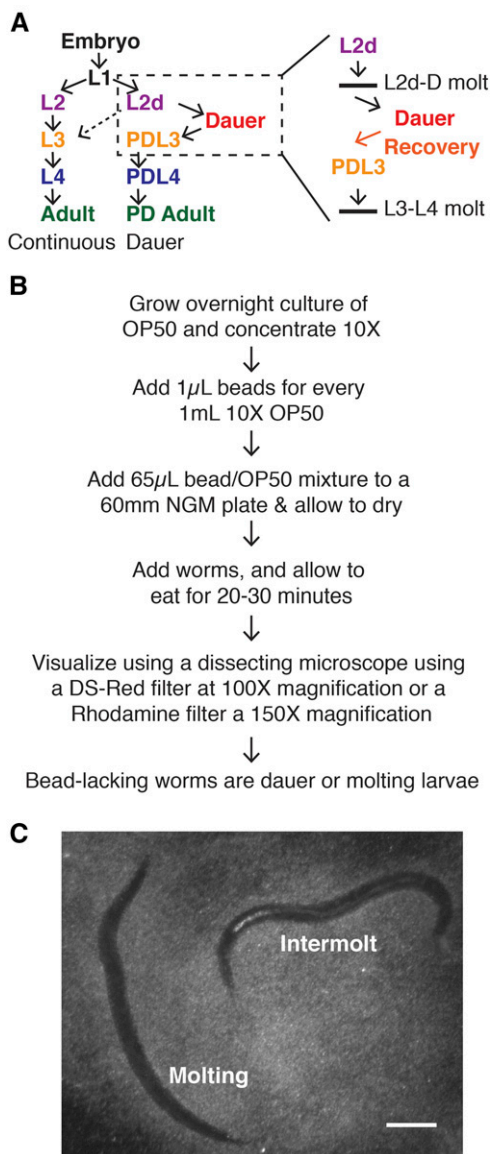 A
Embryo
L1
L2 L2d
L3 PDL3 Dauer
L4 PDL4
Adult PD Adult
Continuous Dauer
L2d
L2d-D molt
Dauer
Recovery
PDL3
L3-L4 molt
B
Grow overnight culture of
OP50 and concentrate 10X
Add 1µL beads for every
1mL 10X OP50
Add 65µL bead/OP50 mixture to a
60mm NGM plate & allow to dry
Add worms, and allow to
eat for 20-30 minutes
Visualize using a dissecting microscope using
a DS-Red filter at 100X magnification or a
Rhodamine filter a 150X magnification
Bead-lacking worms are dauer or molting larvae
C
Intermolt
Molting